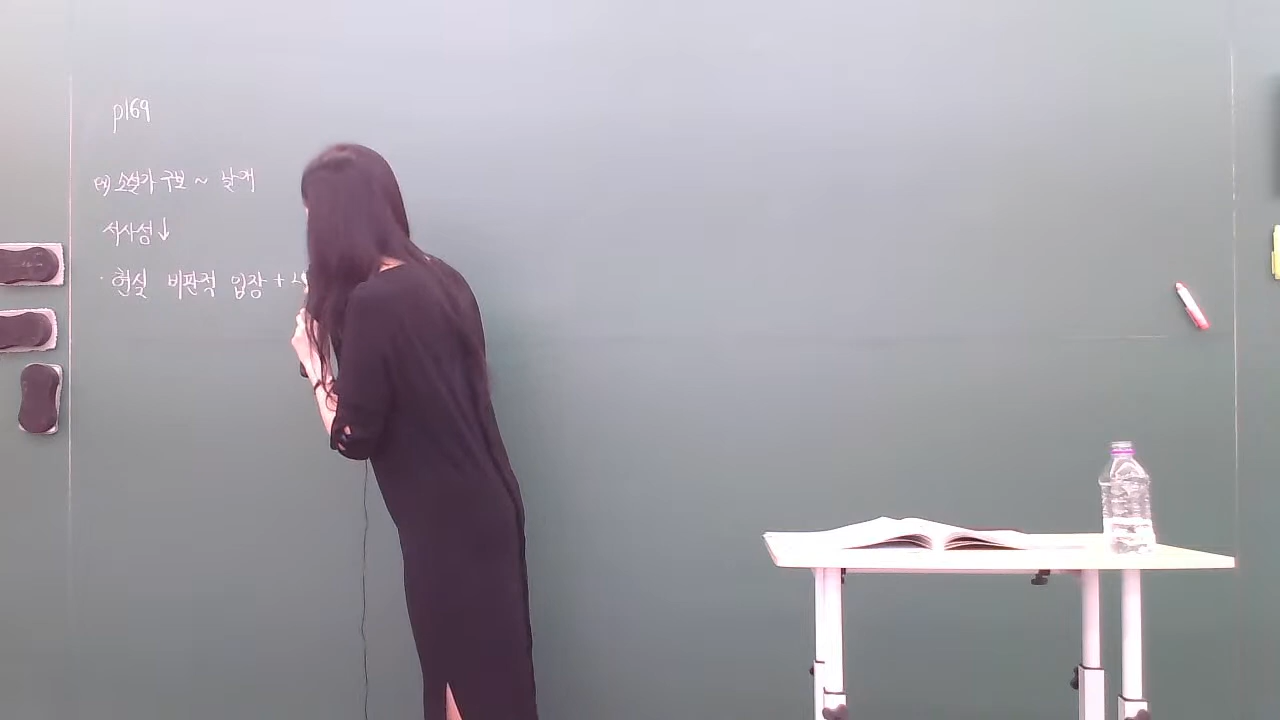 p169
소설가 구보 ~ 날개
서사성↓
· 현실 비판적 입장 +